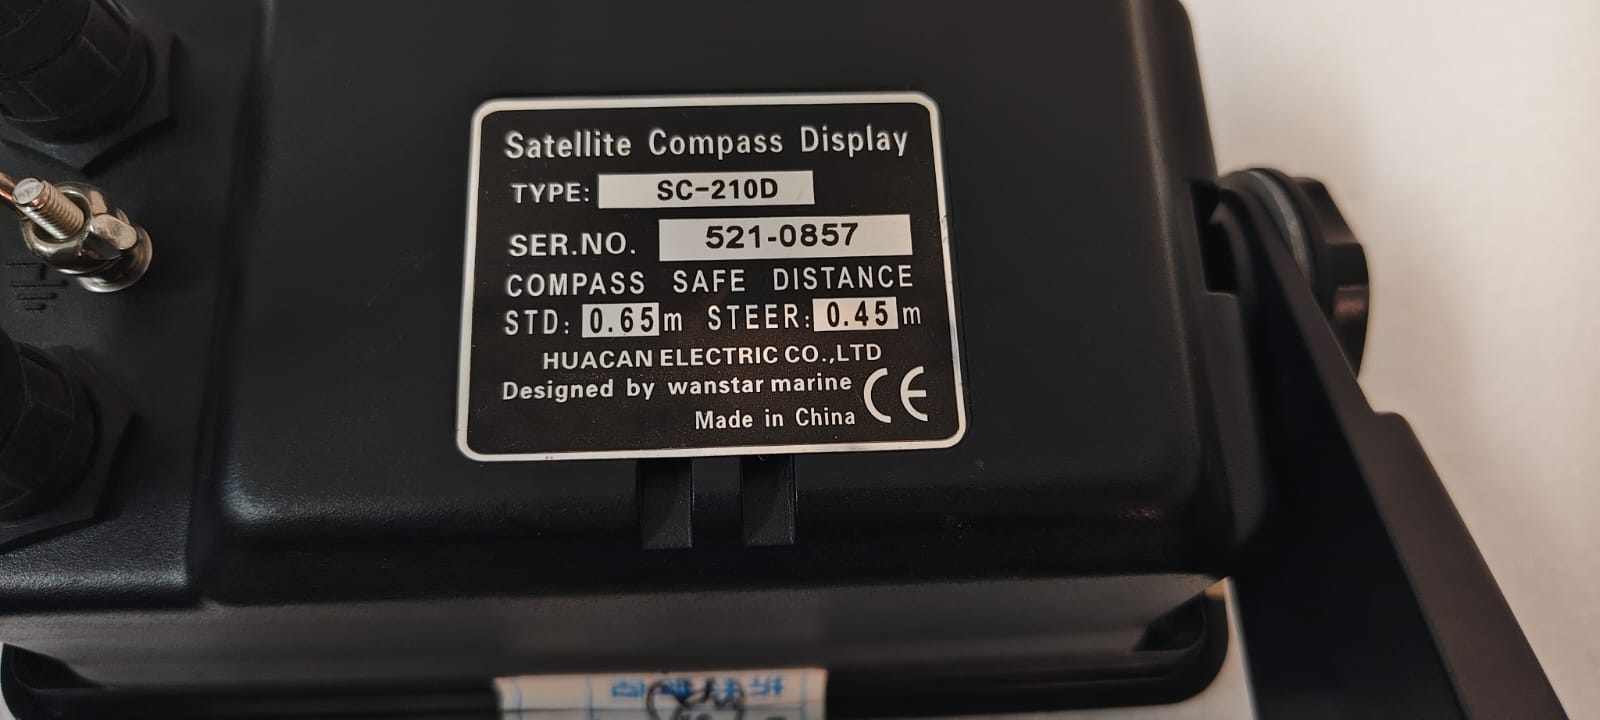 Satellite Compass Display
TYPE: SC-210D
SER.NO. 521-0857
COMPASS SAFE DISTANCE
STD: 0.65m STEER: 0.45m
HUACAN ELECTRIC CO.,LTD
Designed by wanstar marine
Made in China CE